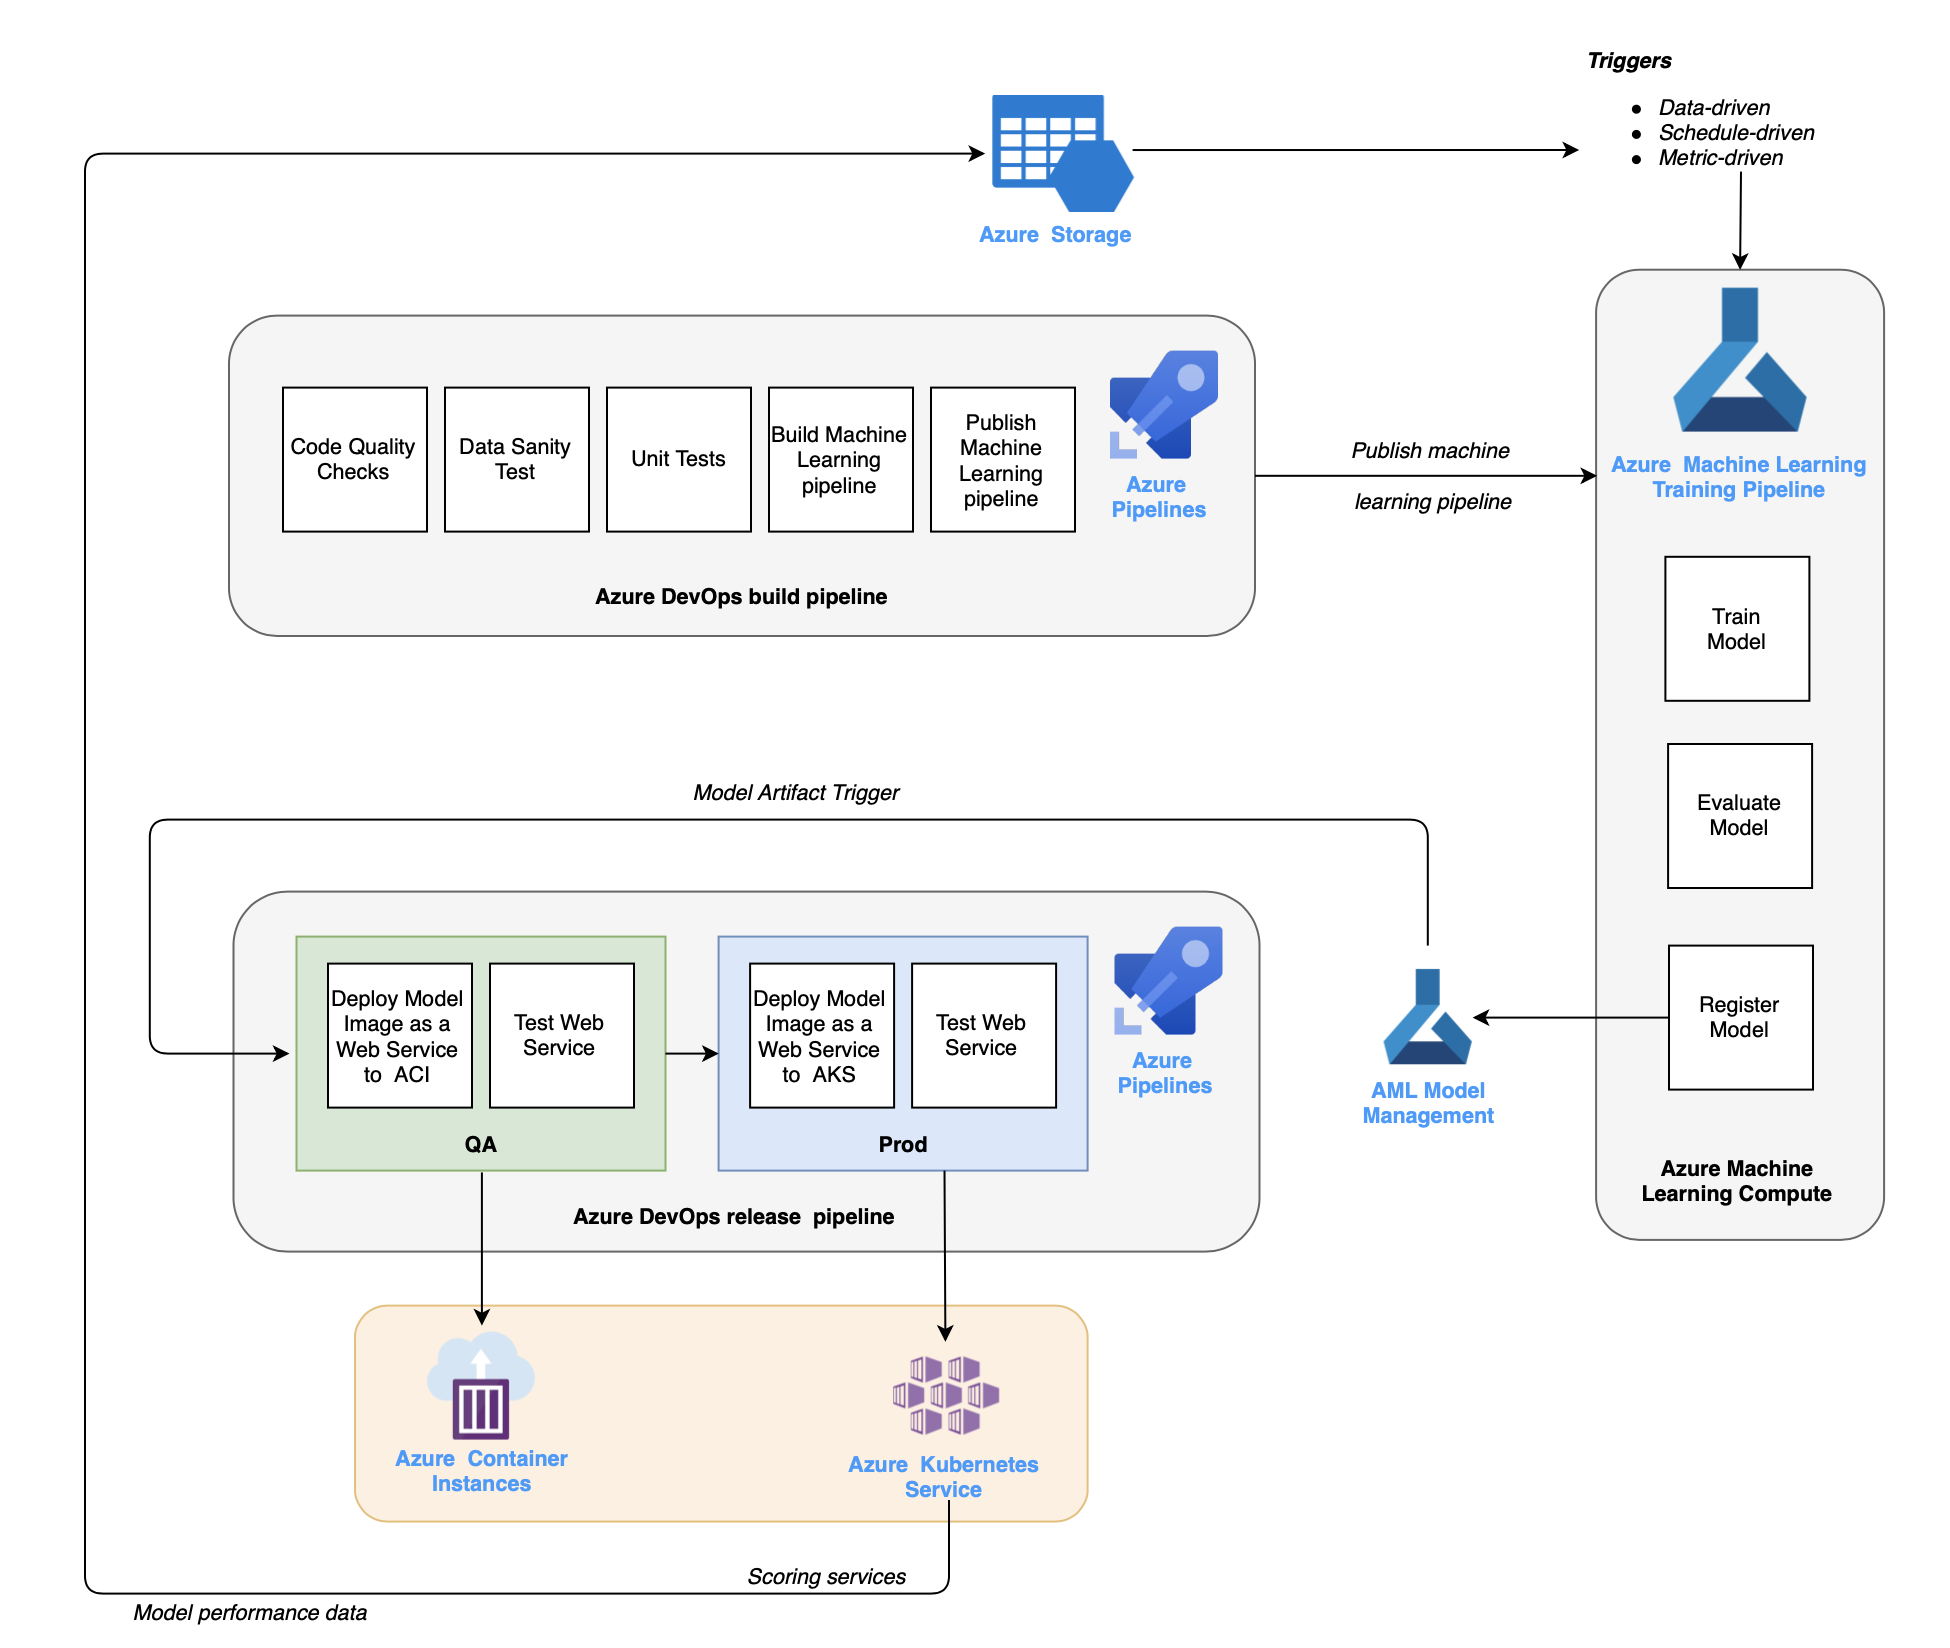 Triggers
Data-driven
Schedule-driven
Metric-driven
Azure Storage
Code Quality
Checks
Data Sanity
Test
Unit Tests
Build Machine
Learning
pipeline
Publish
Machine
Learning
pipeline
Azure
Pipelines
Azure DevOps build pipeline
Publish machine
learning pipeline
Azure Machine Learning
Training Pipeline
Train
Model
Evaluate
Model
Register
Model
Azure Machine
Learning Compute
AML Model
Management
Model Artifact Trigger
Deploy Model
Image as a
Web Service
to ACI
Test Web
Service
QA
Deploy Model
Image as a
Web Service
to AKS
Test Web
Service
Prod
Azure
Pipelines
Azure DevOps release pipeline
Azure Container
Instances
Azure Kubernetes
Service
Scoring services
Model performance data